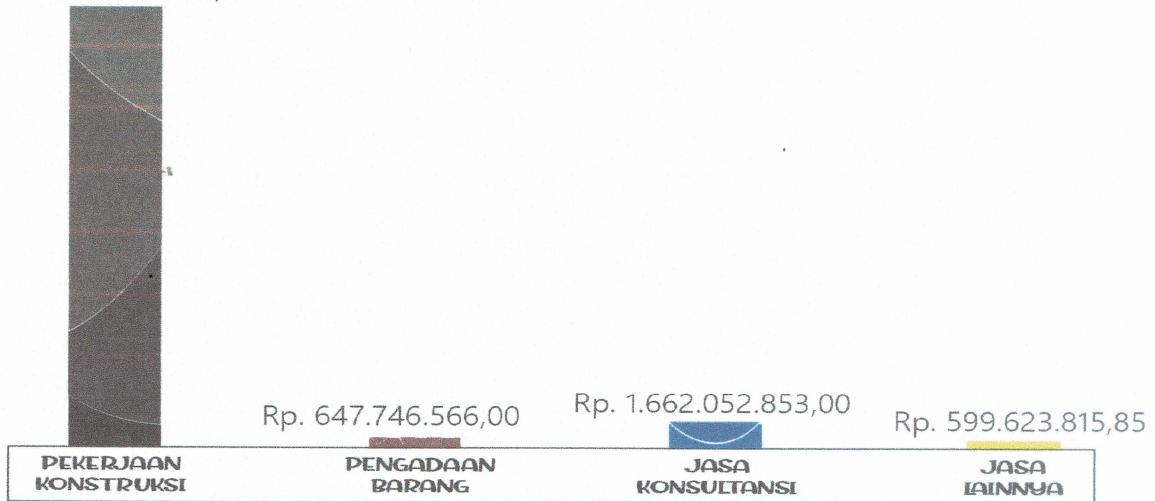 Rp. 647.746.566,00
Rp. 1.662.052.853,00
Rp. 599.623.815,85
PEKERJAAN
KONSTRUKSI
PENGADAAN
BARANG
JASA
KONSULTANSI
JASA
LAINNYA